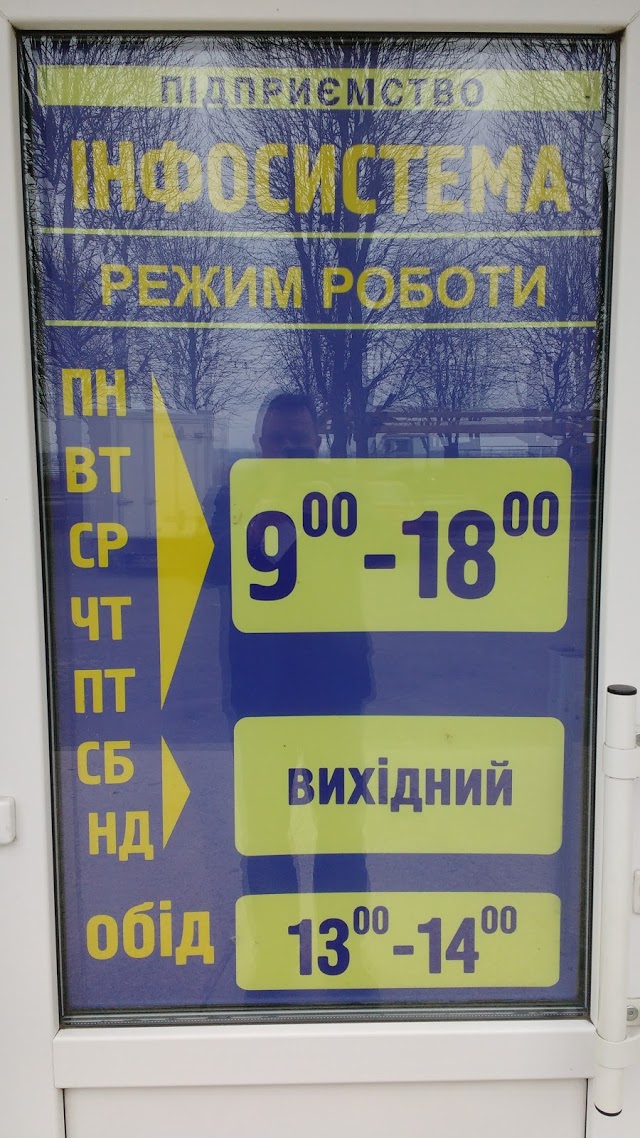 ПІДПРИЄМСТВО
ІНФОСИСТЕМА
РЕЖИМ РОБОТИ
ПН
ВТ
СР
ЧТ
ПТ
9⁰⁰-18⁰⁰
СБ
НД
вихідний
обід 13⁰⁰-14⁰⁰